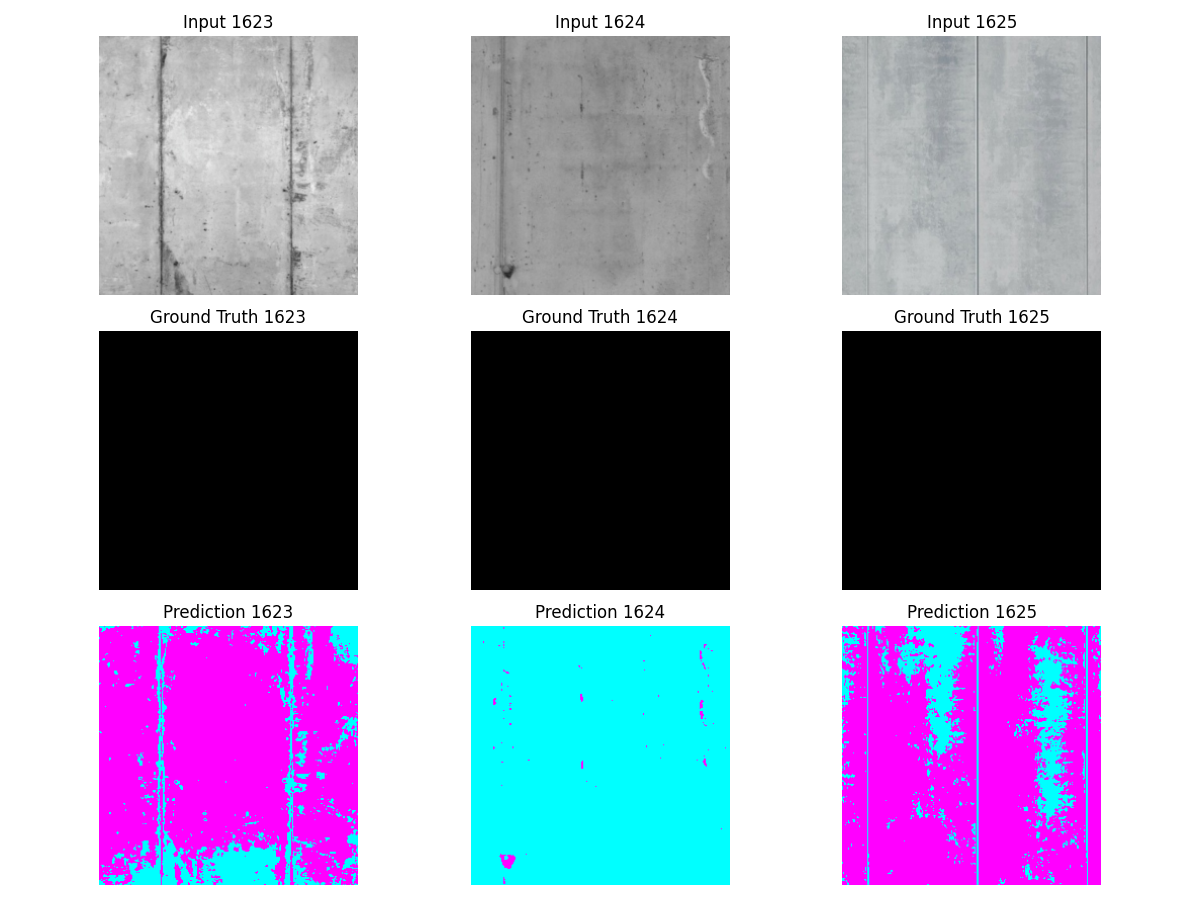 Input 1623
Input 1624
Input 1625
Ground Truth 1623
Ground Truth 1624
Ground Truth 1625
Prediction 1623
Prediction 1624
Prediction 1625